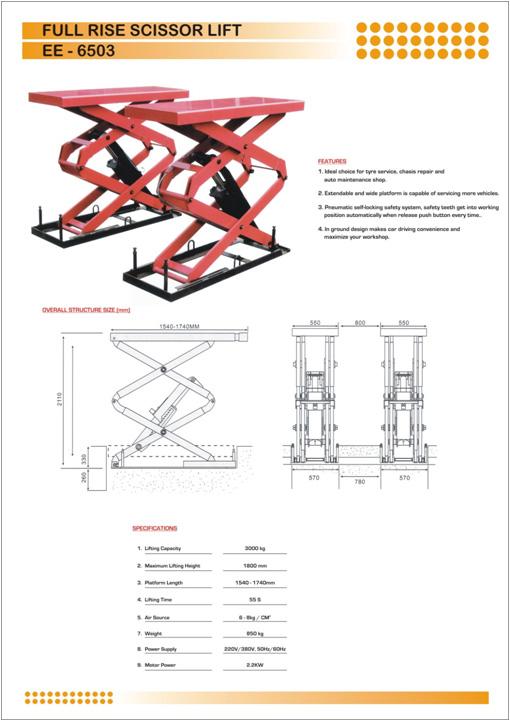 FULL RISE SCISSOR LIFT
EE - 6503
FEATURES
1. Ideal choice for tyre service, chasis repair and
auto maintenance shop.
2. Extendable and wide platform is capable of servicing more vehicles.
3. Pneumatic self-locking safety system, safety teeth get into working
position automatically when release push button every time..
4. In ground design makes car driving convenience and
maximize your workshop.
OVERALL STRUCTURE SIZE (mm)
1540-1740MM
2110
330
260
550 800 550
570 570
780
SPECIFICATIONS
1. Lifting Capacity 3000 kg
2. Maximum Lifting Height 1800 mm
3. Platform Length 1540 - 1740mm
4. Lifting Time 55 S
5. Air Source 6 - 8kg / CM²
7. Weight 850 kg
8. Power Supply 220V/380V, 50Hz/60Hz
9. Motor Power 2.2KW